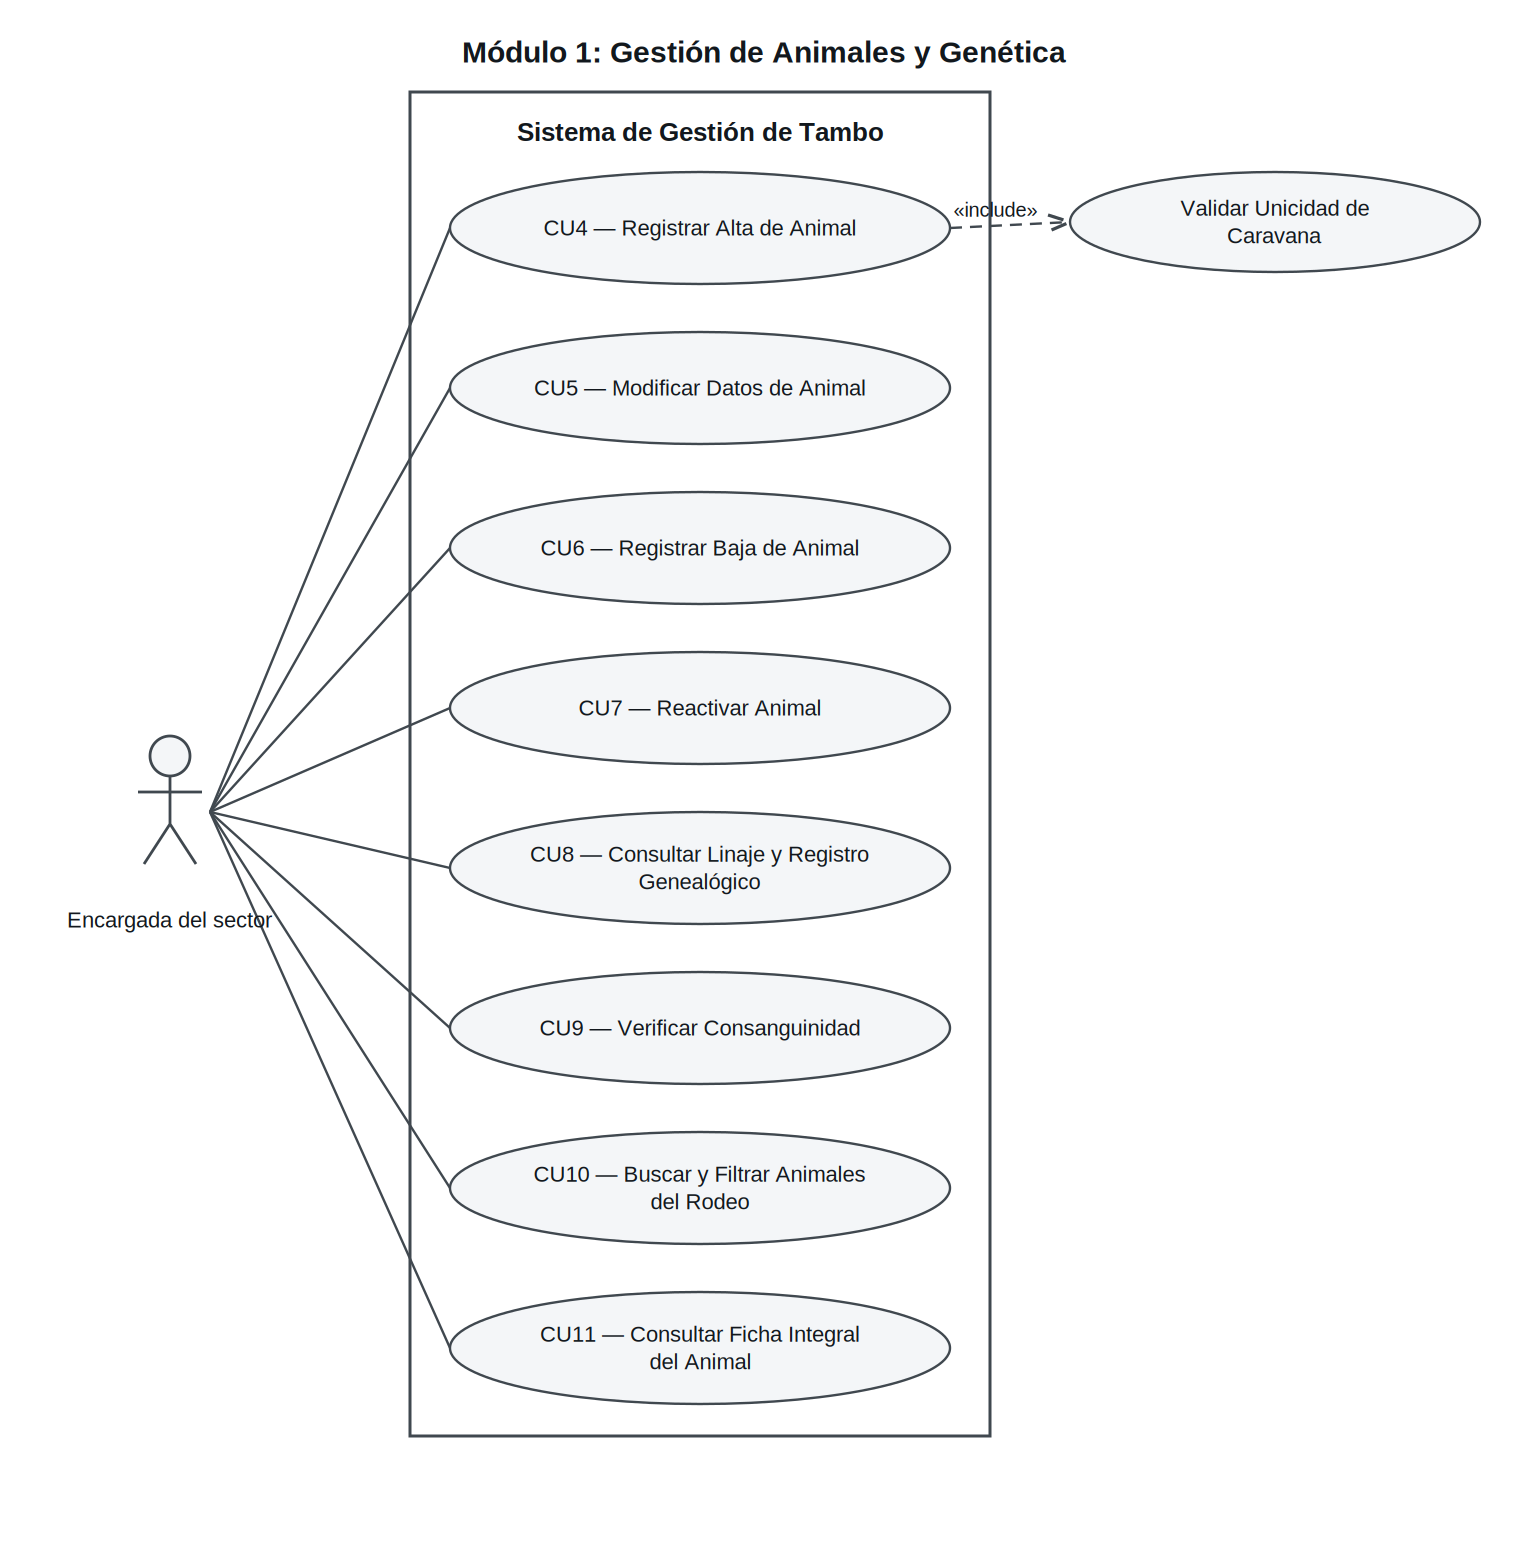 Módulo 1: Gestión de Animales y Genética
Sistema de Gestión de Tambo
CU4 — Registrar Alta de Animal
«include»
Validar Unicidad de
Caravana
CU5 — Modificar Datos de Animal
CU6 — Registrar Baja de Animal
CU7 — Reactivar Animal
CU8 — Consultar Linaje y Registro
Genealógico
Encargada del sector
CU9 — Verificar Consanguinidad
CU10 — Buscar y Filtrar Animales
del Rodeo
CU11 — Consultar Ficha Integral
del Animal